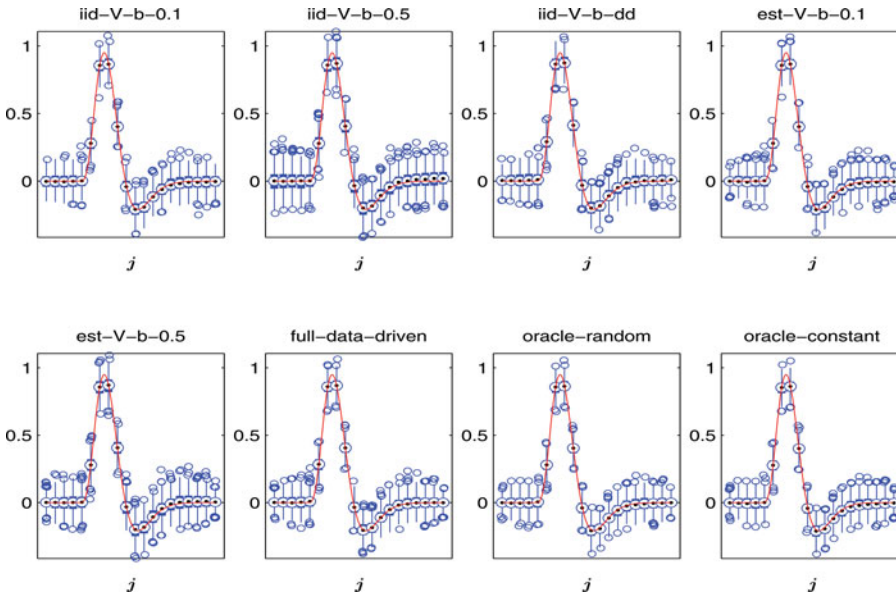 iid-V-b-0.1 iid-V-b-0.5 iid-V-b-dd est-V-b-0.1
1 1 1 1
0.5 0.5 0.5 0.5
0 0 0 0
j j j j
est-V-b-0.5 full-data-driven oracle-random oracle-constant
1 1 1 1
0.5 0.5 0.5 0.5
0 0 0 0
j j j j